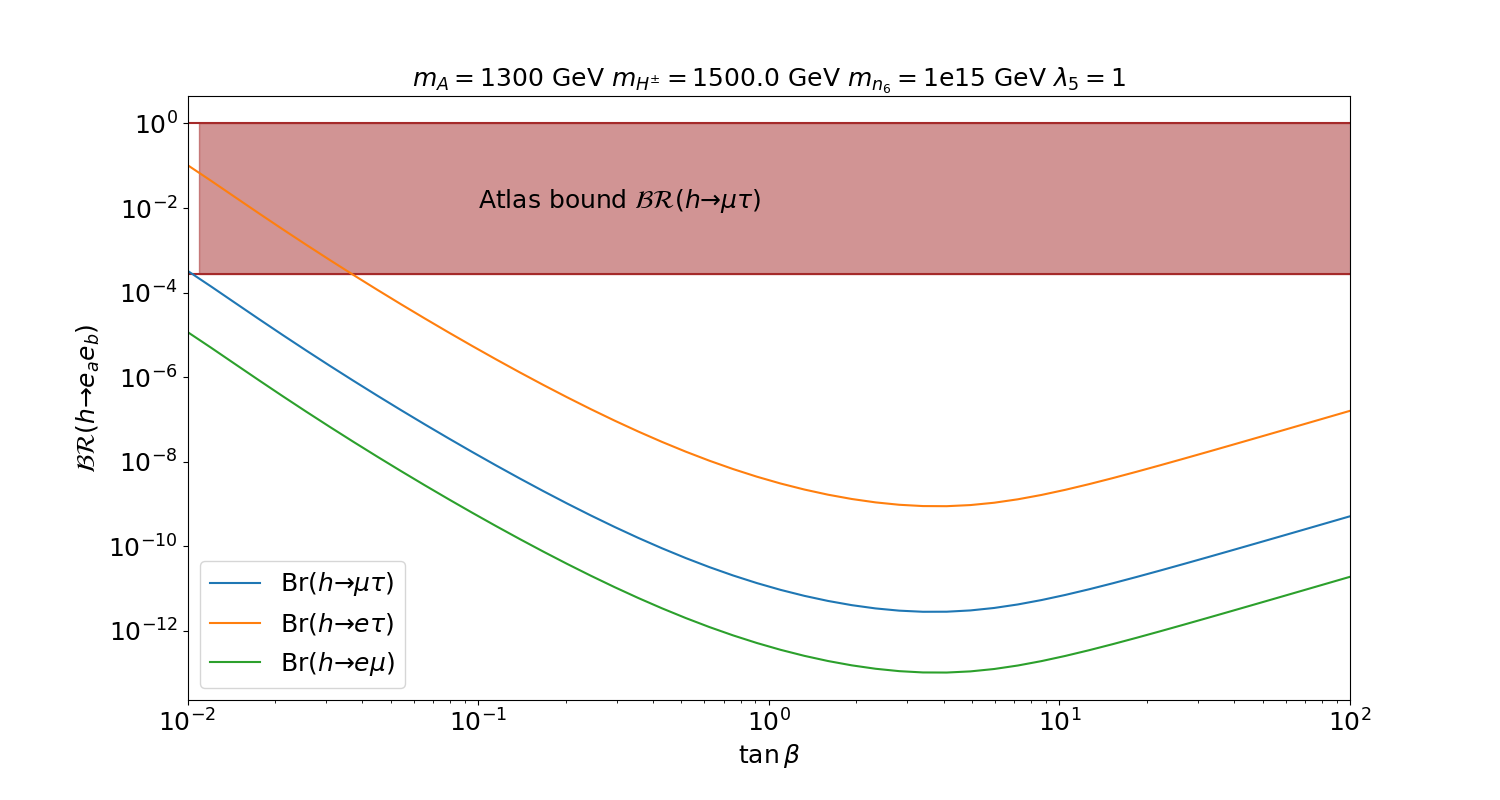 m_A = 1300 GeV m_{H^±} = 1500.0 GeV m_{n_6} = 1e15 GeV λ_5 = 1
10^0
10^{−2}
10^{−4}
10^{−6}
10^{−8}
10^{−10}
10^{−12}
ℬℛ(h→e_a e_b)
Atlas bound ℬℛ(h→μτ)
Br(h→μτ)
Br(h→eτ)
Br(h→eμ)
10^{−2} 10^{−1} 10^0 10^1 10^2
tan β